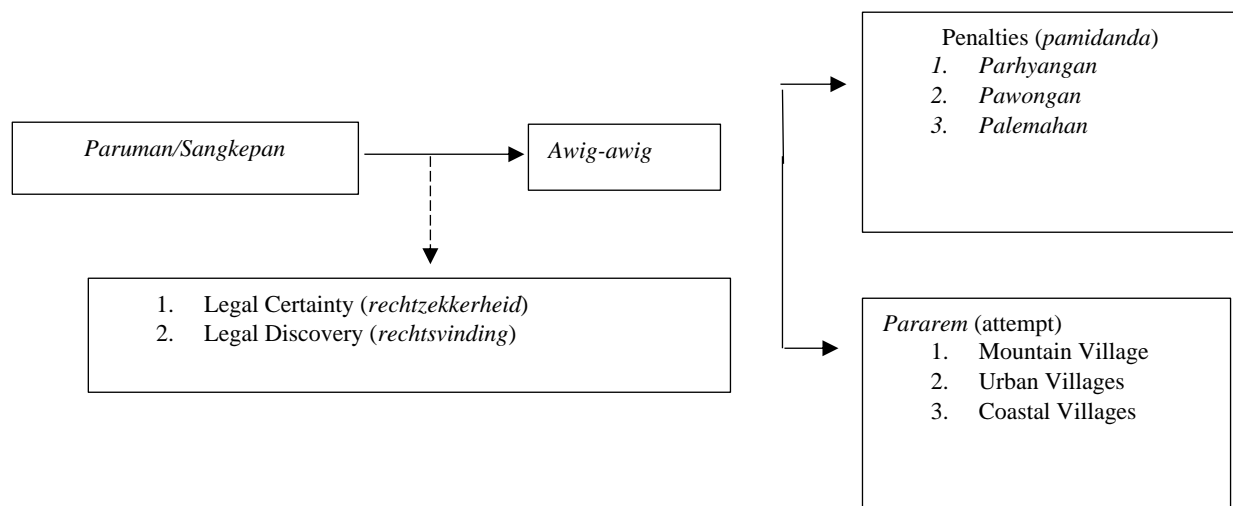 Paruman/Sangkepan
Awig-awig
Penalties (pamidanda)
1. Parhyangan
2. Pawongan
3. Palemahan
1. Legal Certainty (rechtzekkerheid)
2. Legal Discovery (rechtsvinding)
Pararem (attempt)
1. Mountain Village
2. Urban Villages
3. Coastal Villages